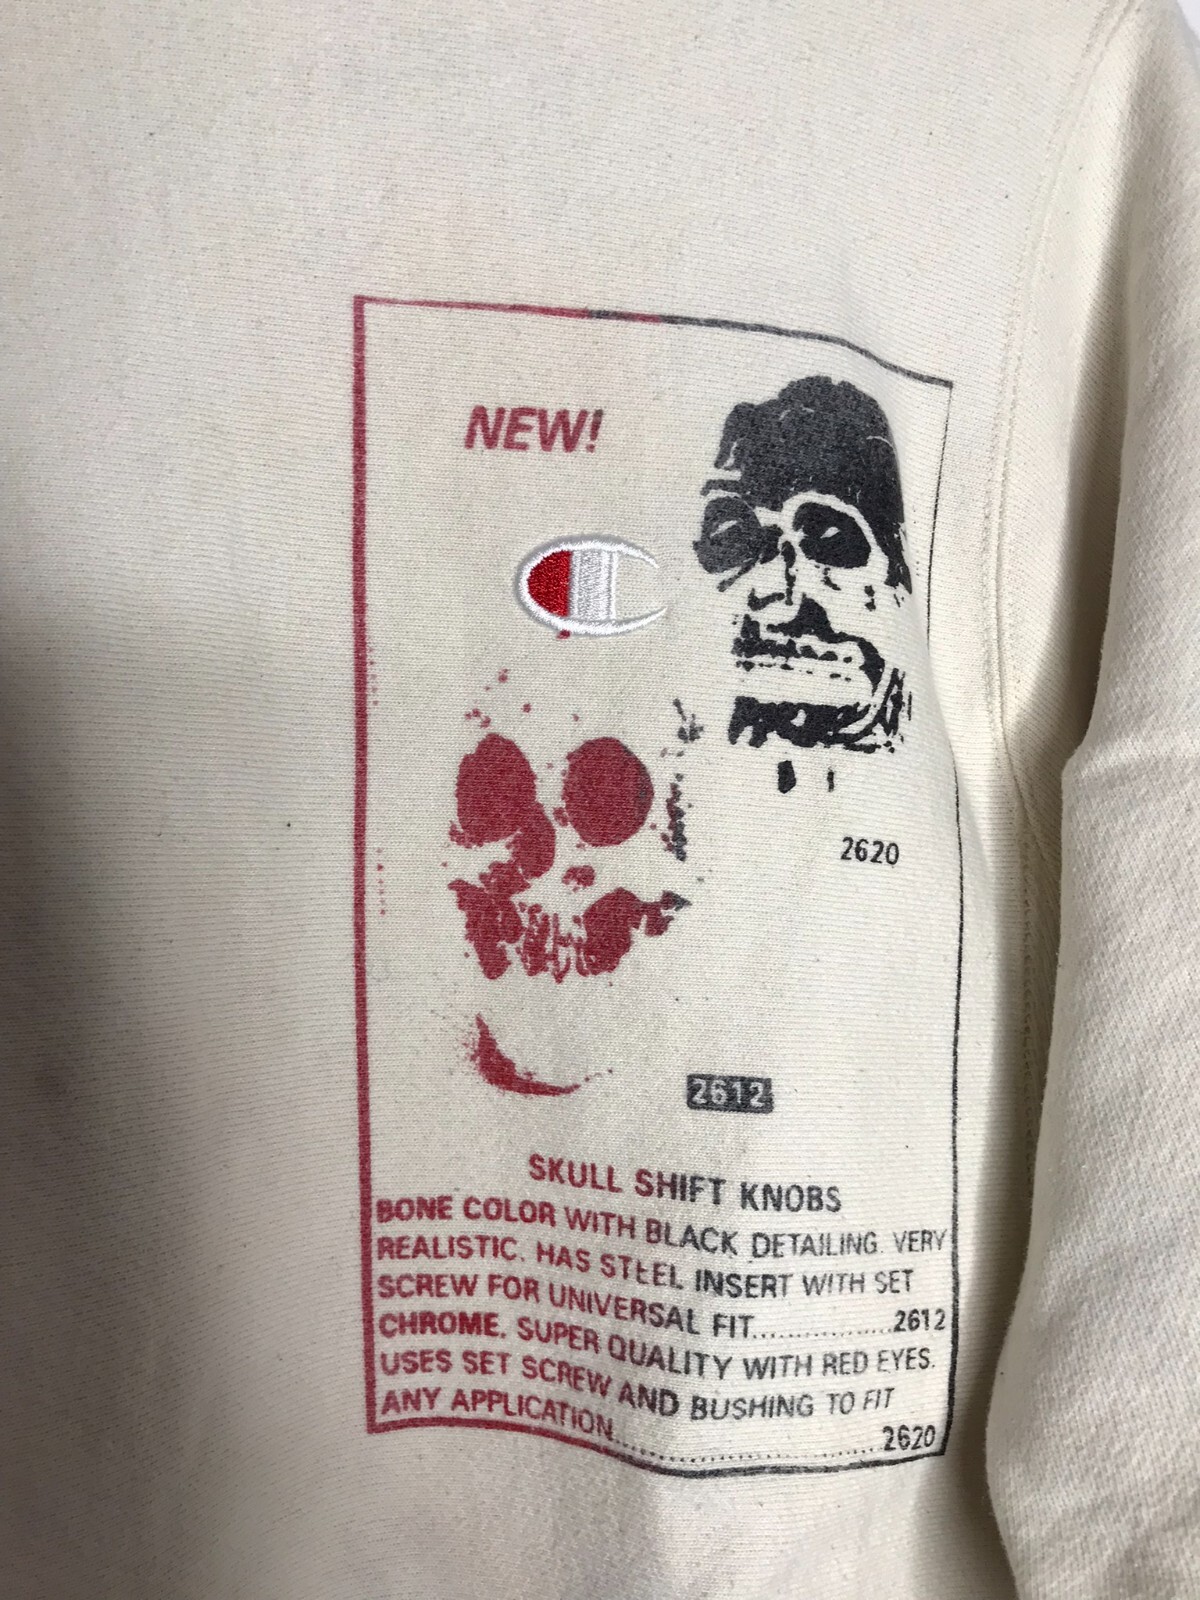 NEW!
2620
2612
SKULL SHIFT KNOBS
BONE COLOR WITH BLACK DETAILING. VERY
REALISTIC. HAS STEEL INSERT WITH SET
SCREW FOR UNIVERSAL FIT.................2612
CHROME. SUPER QUALITY WITH RED EYES.
USES SET SCREW AND BUSHING TO FIT
ANY APPLICATION..............................2620